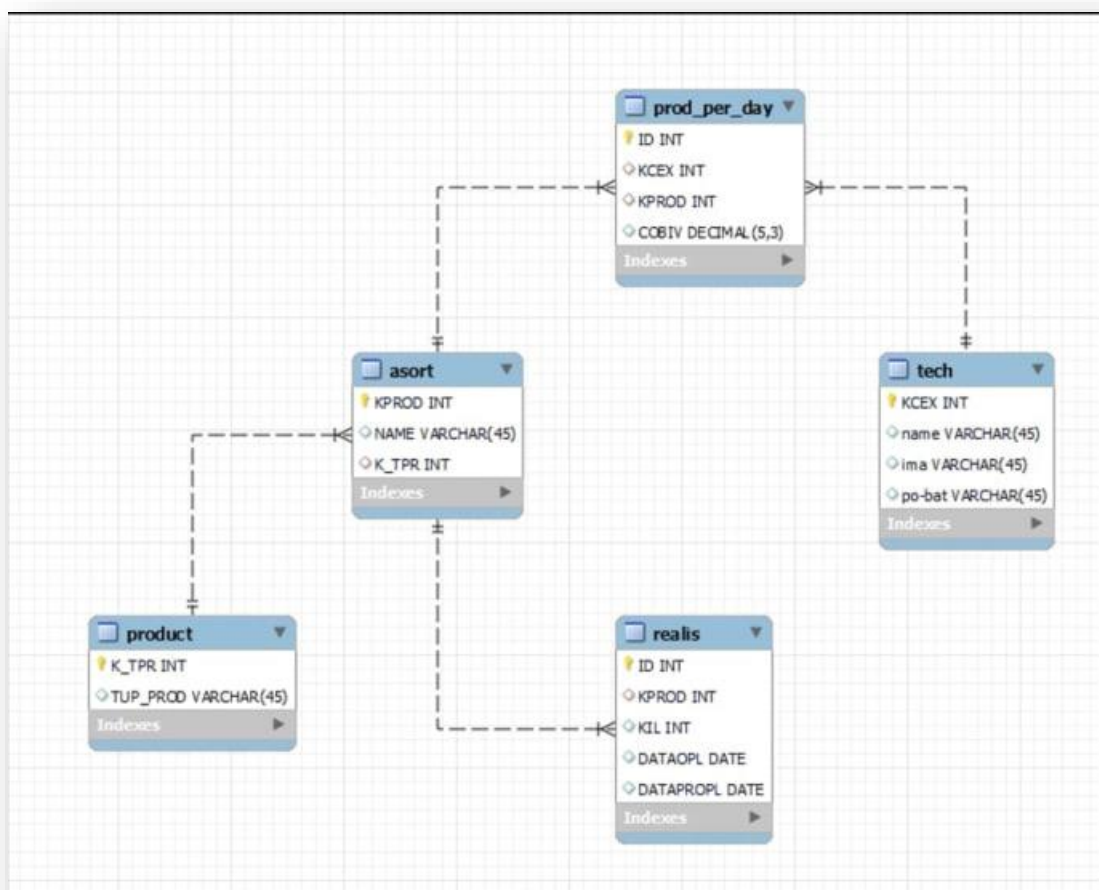 prod_per_day
ID INT
KCEX INT
KPROD INT
COBIV DECIMAL(5,3)
Indexes
asort
KPROD INT
NAME VARCHAR(45)
K_TPR INT
Indexes
tech
KCEX INT
name VARCHAR(45)
ima VARCHAR(45)
po-bat VARCHAR(45)
Indexes
product
K_TPR INT
TUP_PROD VARCHAR(45)
Indexes
realis
ID INT
KPROD INT
KIL INT
DATAOPL DATE
DATAPROPL DATE
Indexes